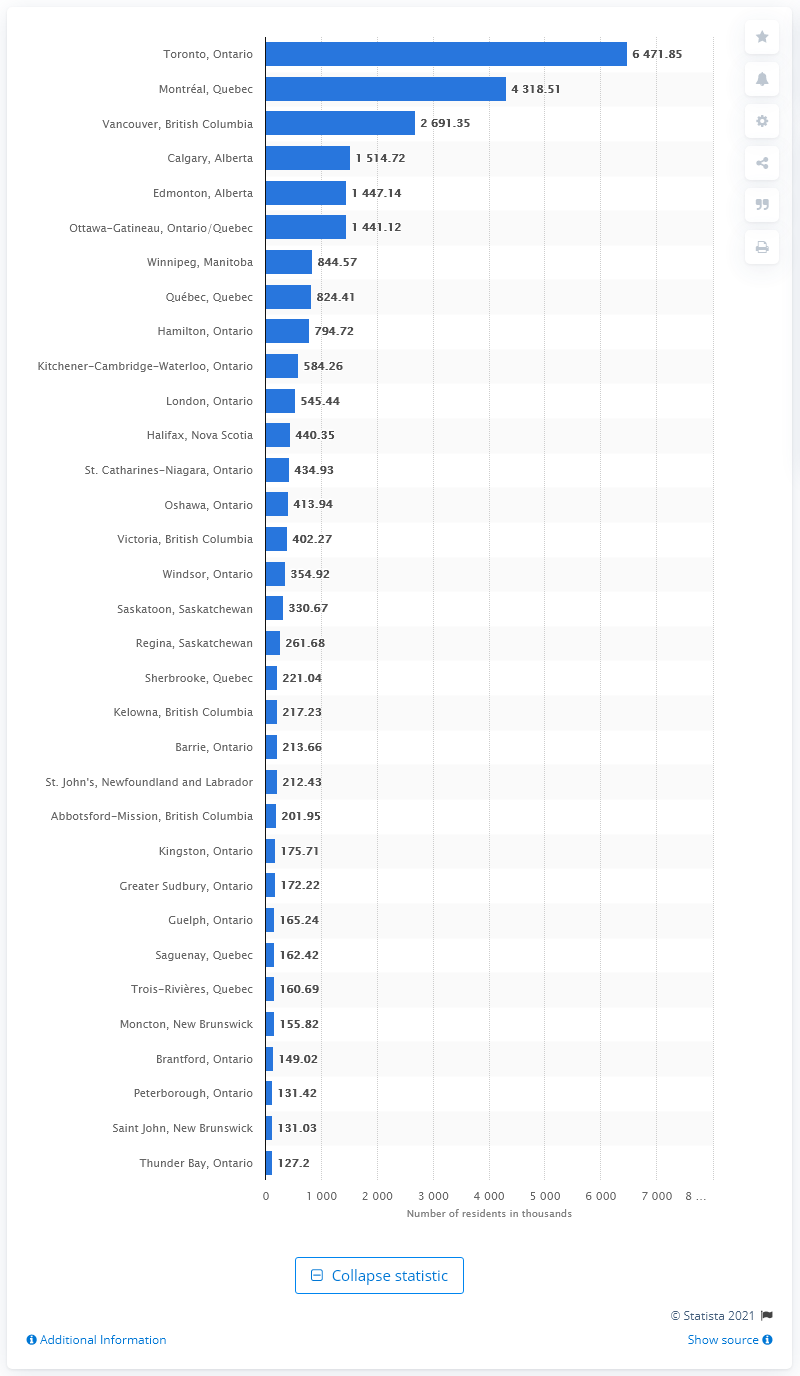 Toronto, Ontario 6 471.85
Montréal, Quebec 4 318.51
Vancouver, British Columbia 2 691.35
Calgary, Alberta 1 514.72
Edmonton, Alberta 1 447.14
Ottawa-Gatineau, Ontario/Quebec 1 441.12
Winnipeg, Manitoba 844.57
Québec, Quebec 824.41
Hamilton, Ontario 794.72
Kitchener-Cambridge-Waterloo, Ontario 584.26
London, Ontario 545.44
Halifax, Nova Scotia 440.35
St. Catharines-Niagara, Ontario 434.93
Oshawa, Ontario 413.94
Victoria, British Columbia 402.27
Windsor, Ontario 354.92
Saskatoon, Saskatchewan 330.67
Regina, Saskatchewan 261.68
Sherbrooke, Quebec 221.04
Kelowna, British Columbia 217.23
Barrie, Ontario 213.66
St. John's, Newfoundland and Labrador 212.43
Abbotsford-Mission, British Columbia 201.95
Kingston, Ontario 175.71
Greater Sudbury, Ontario 172.22
Guelph, Ontario 165.24
Saguenay, Quebec 162.42
Trois-Rivières, Quebec 160.69
Moncton, New Brunswick 155.82
Brantford, Ontario 149.02
Peterborough, Ontario 131.42
Saint John, New Brunswick 131.03
Thunder Bay, Ontario 127.2
0 1 000 2 000 3 000 4 000 5 000 6 000 7 000 8 ...
Number of residents in thousands
Collapse statistic
© Statista 2021
Additional Information Show source